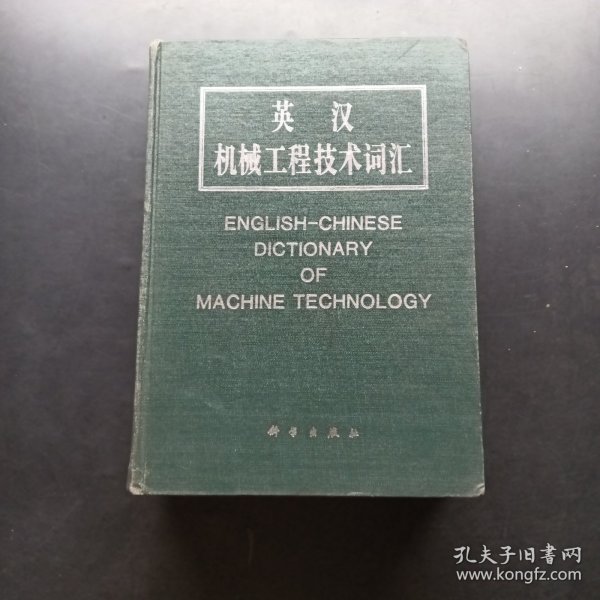 英汉
机械工程技术词汇
ENGLISH-CHINESE
DICTIONARY
OF
MACHINE TECHNOLOGY
科学出版社
孔夫子旧书网
www.kongfz.com